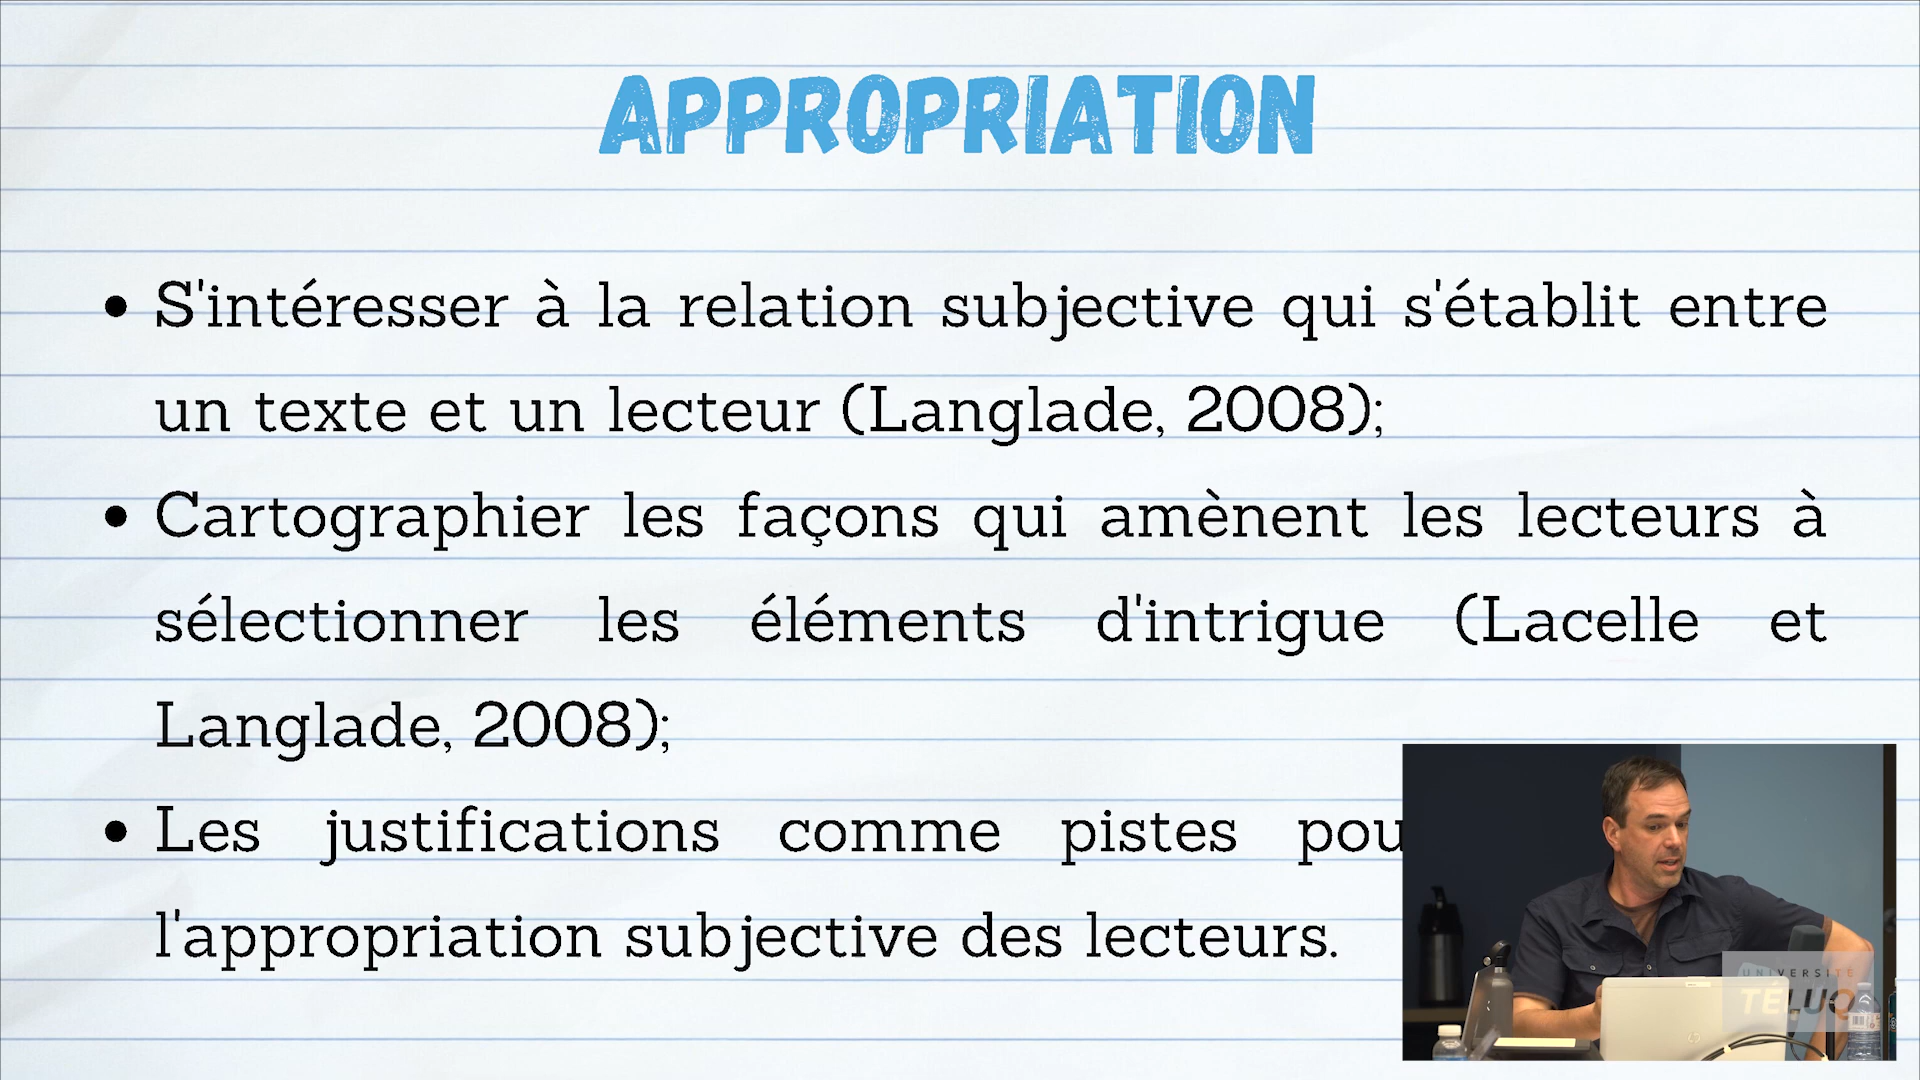 APPROPRIATION
S'intéresser à la relation subjective qui s'établit entre
un texte et un lecteur (Langlade, 2008);
Cartographier les façons qui amènent les lecteurs à
sélectionner les éléments d'intrigue (Lacelle et
Langlade, 2008);
Les justifications comme pistes
l'appropriation subjective des lecteurs.
UNIVERSITÉ
TÉLUQ